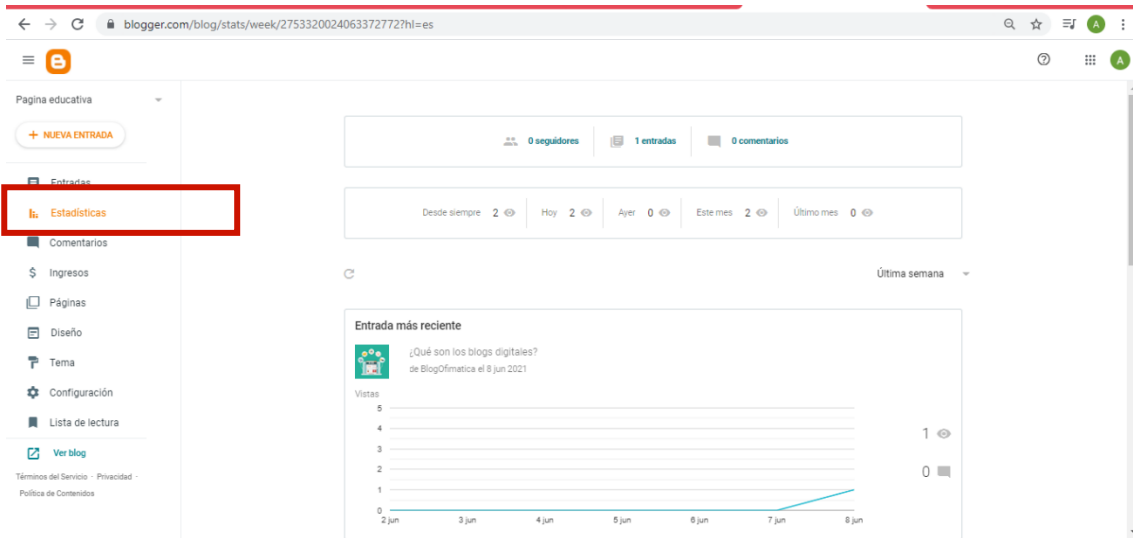 blogger.com/blog/stats/week/2753320024063372772?hl=es
A
A
Pagina educativa
+ NUEVA ENTRADA
Entradas
Estadísticas
Comentarios
Ingresos
Páginas
Diseño
Tema
Configuración
Lista de lectura
Ver blog
Términos del Servicio · Privacidad ·
Política de Contenidos
0 seguidores 1 entradas 0 comentarios
Desde siempre 2 Hoy 2 Ayer 0 Este mes 2 Último mes 0
Última semana
Entrada más reciente
¿Qué son los blogs digitales?
de BlogOfimatica el 8 jun 2021
Vistas
5
4
3
2
1
0
2 jun 3 jun 4 jun 5 jun 6 jun 7 jun 8 jun
1
0